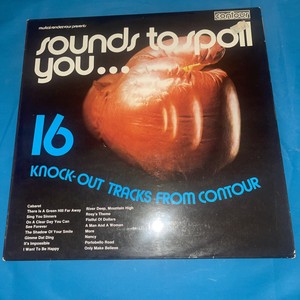 musical rendezvous presents
contour
sounds to spoil
you...
16
KNOCK-OUT TRACKS FROM CONTOUR
Cabaret
There Is A Green Hill Far Away
Sing You Sinners
On A Clear Day You Can
See Forever
The Shadow Of Your Smile
Gimme Dat Ding
It's Impossible
I Want To Be Happy
River Deep, Mountain High
Rosy's Theme
Fistful Of Dollars
A Man And A Woman
More
Nancy
Portobello Road
Only Make Believe